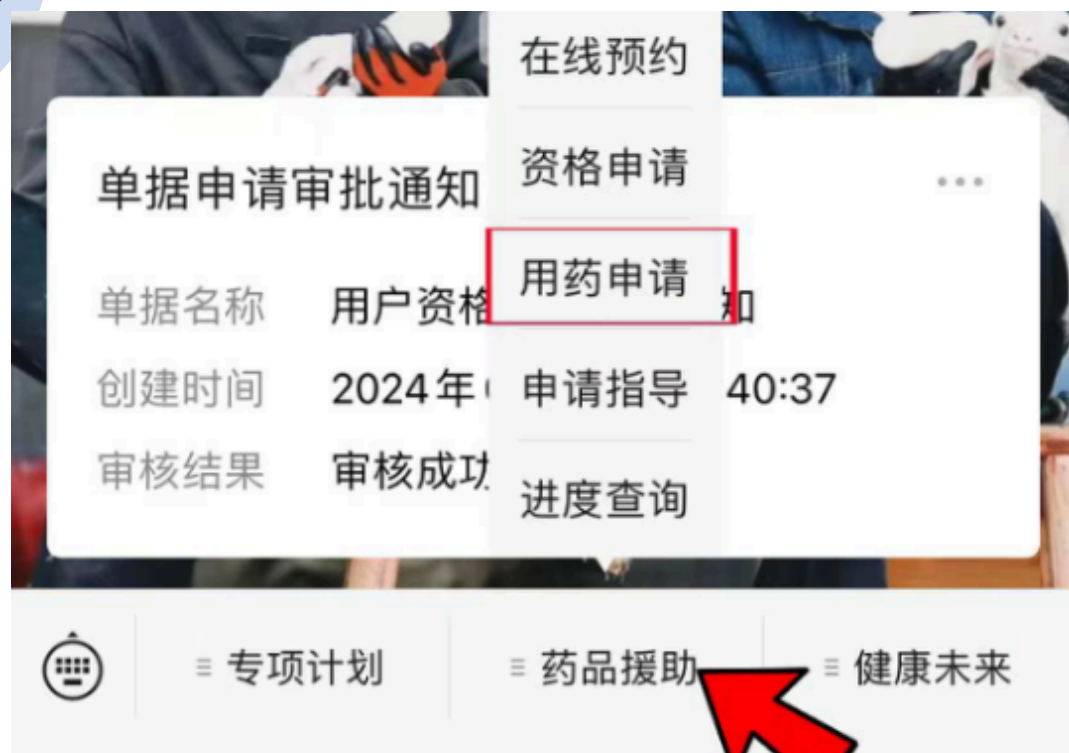 在线预约
资格申请
用药申请
申请指导
进度查询
单据申请审批通知
单据名称 用户资格 知
创建时间 2024年 40:37
审核结果 审核成功
专项计划
药品援助
健康未来